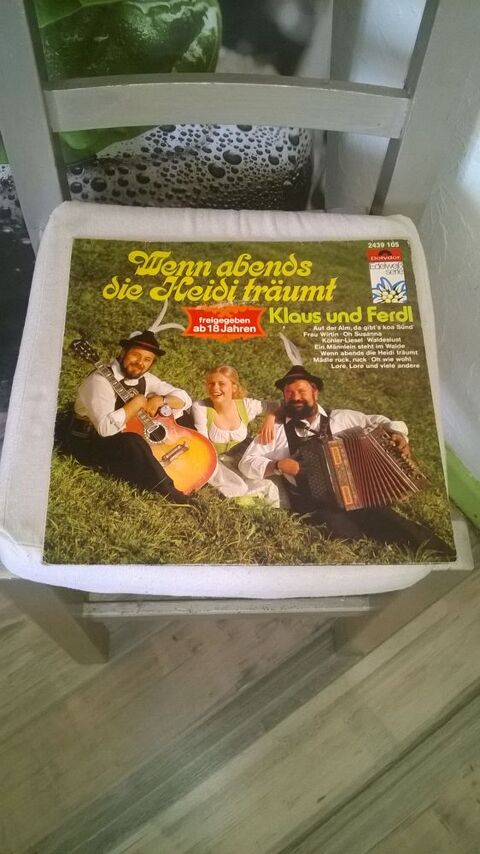 2439 105
Polydor
Edelweiß
serie
Wenn abends
die Heidi träumt
freigegeben
ab 18 Jahren
Klaus und Ferdl
Auf der Alm, da gibt's koa Sünd
Frau Wirtin · Oh Susanna
Köhler-Liesel · Waldeslust
Ein Männlein steht im Walde
Wenn abends die Heidi träumt
Mädle ruck, ruck · Oh wie wohl
Lore, Lore und viele andere